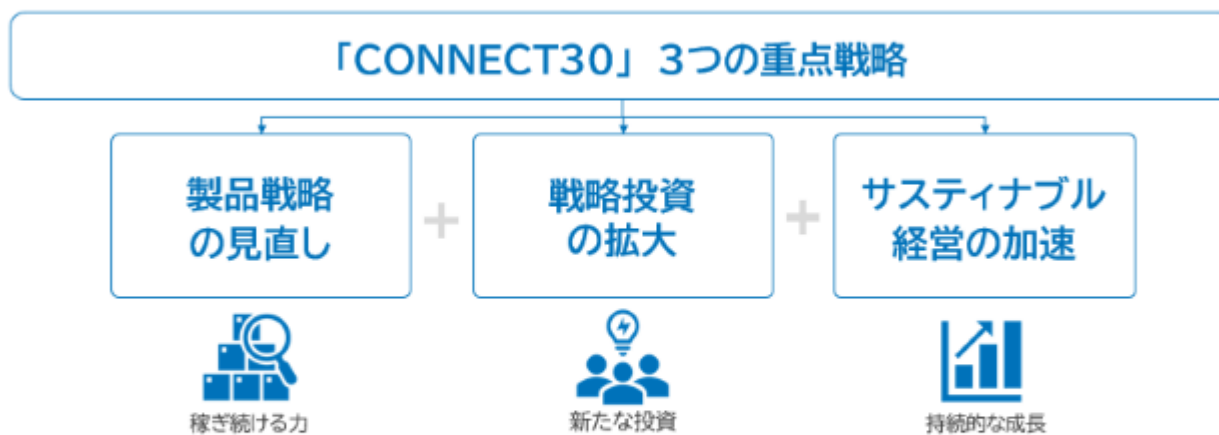 「CONNECT30」 3つの重点戦略
製品戦略
の見直し
+
戦略投資
の拡大
+
サスティナブル
経営の加速
稼ぎ続ける力
新たな投資
持続的な成長